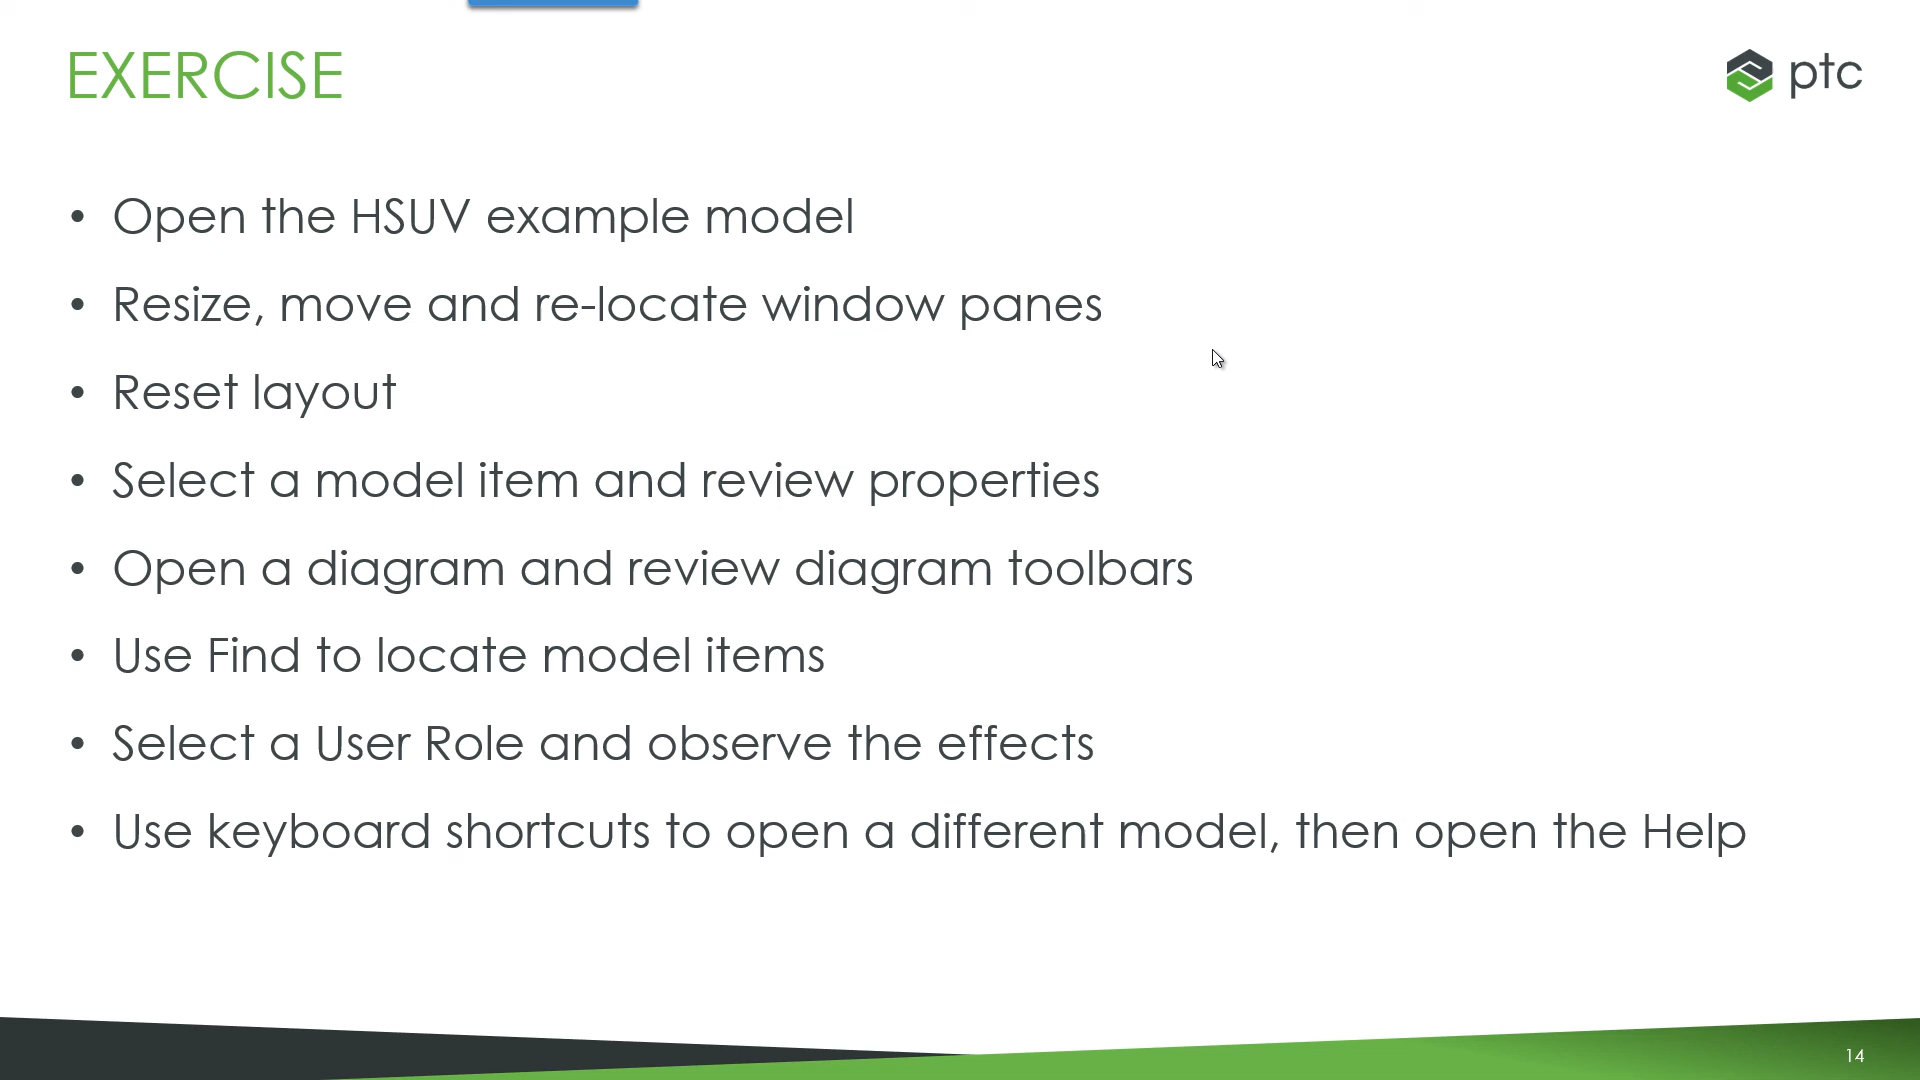 EXERCISE
ptc
• Open the HSUV example model
• Resize, move and re-locate window panes
• Reset layout
• Select a model item and review properties
• Open a diagram and review diagram toolbars
• Use Find to locate model items
• Select a User Role and observe the effects
• Use keyboard shortcuts to open a different model, then open the Help
14